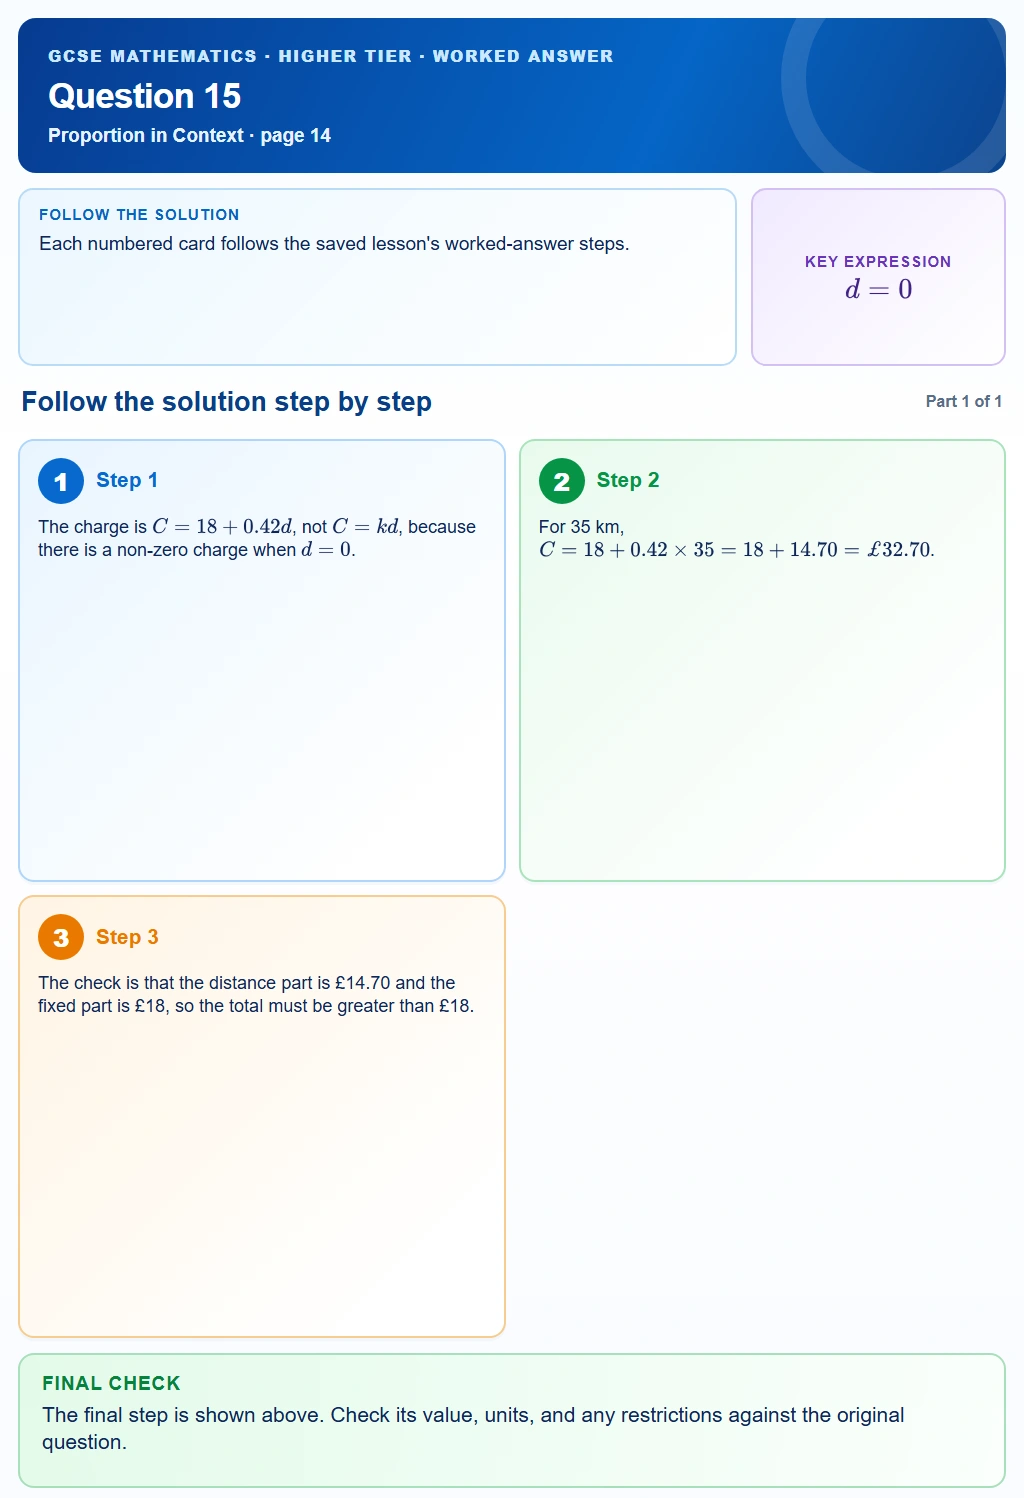 GCSE MATHEMATICS · HIGHER TIER · WORKED ANSWER
Question 15
Proportion in Context · page 14
FOLLOW THE SOLUTION
Each numbered card follows the saved lesson's worked-answer steps.
KEY EXPRESSION
d = 0
Follow the solution step by step
Part 1 of 1
1 Step 1
The charge is C = 18 + 0.42d, not C = kd, because
there is a non-zero charge when d = 0.
2 Step 2
For 35 km,
C = 18 + 0.42 × 35 = 18 + 14.70 = £32.70.
3 Step 3
The check is that the distance part is £14.70 and the
fixed part is £18, so the total must be greater than £18.
FINAL CHECK
The final step is shown above. Check its value, units, and any restrictions against the original
question.